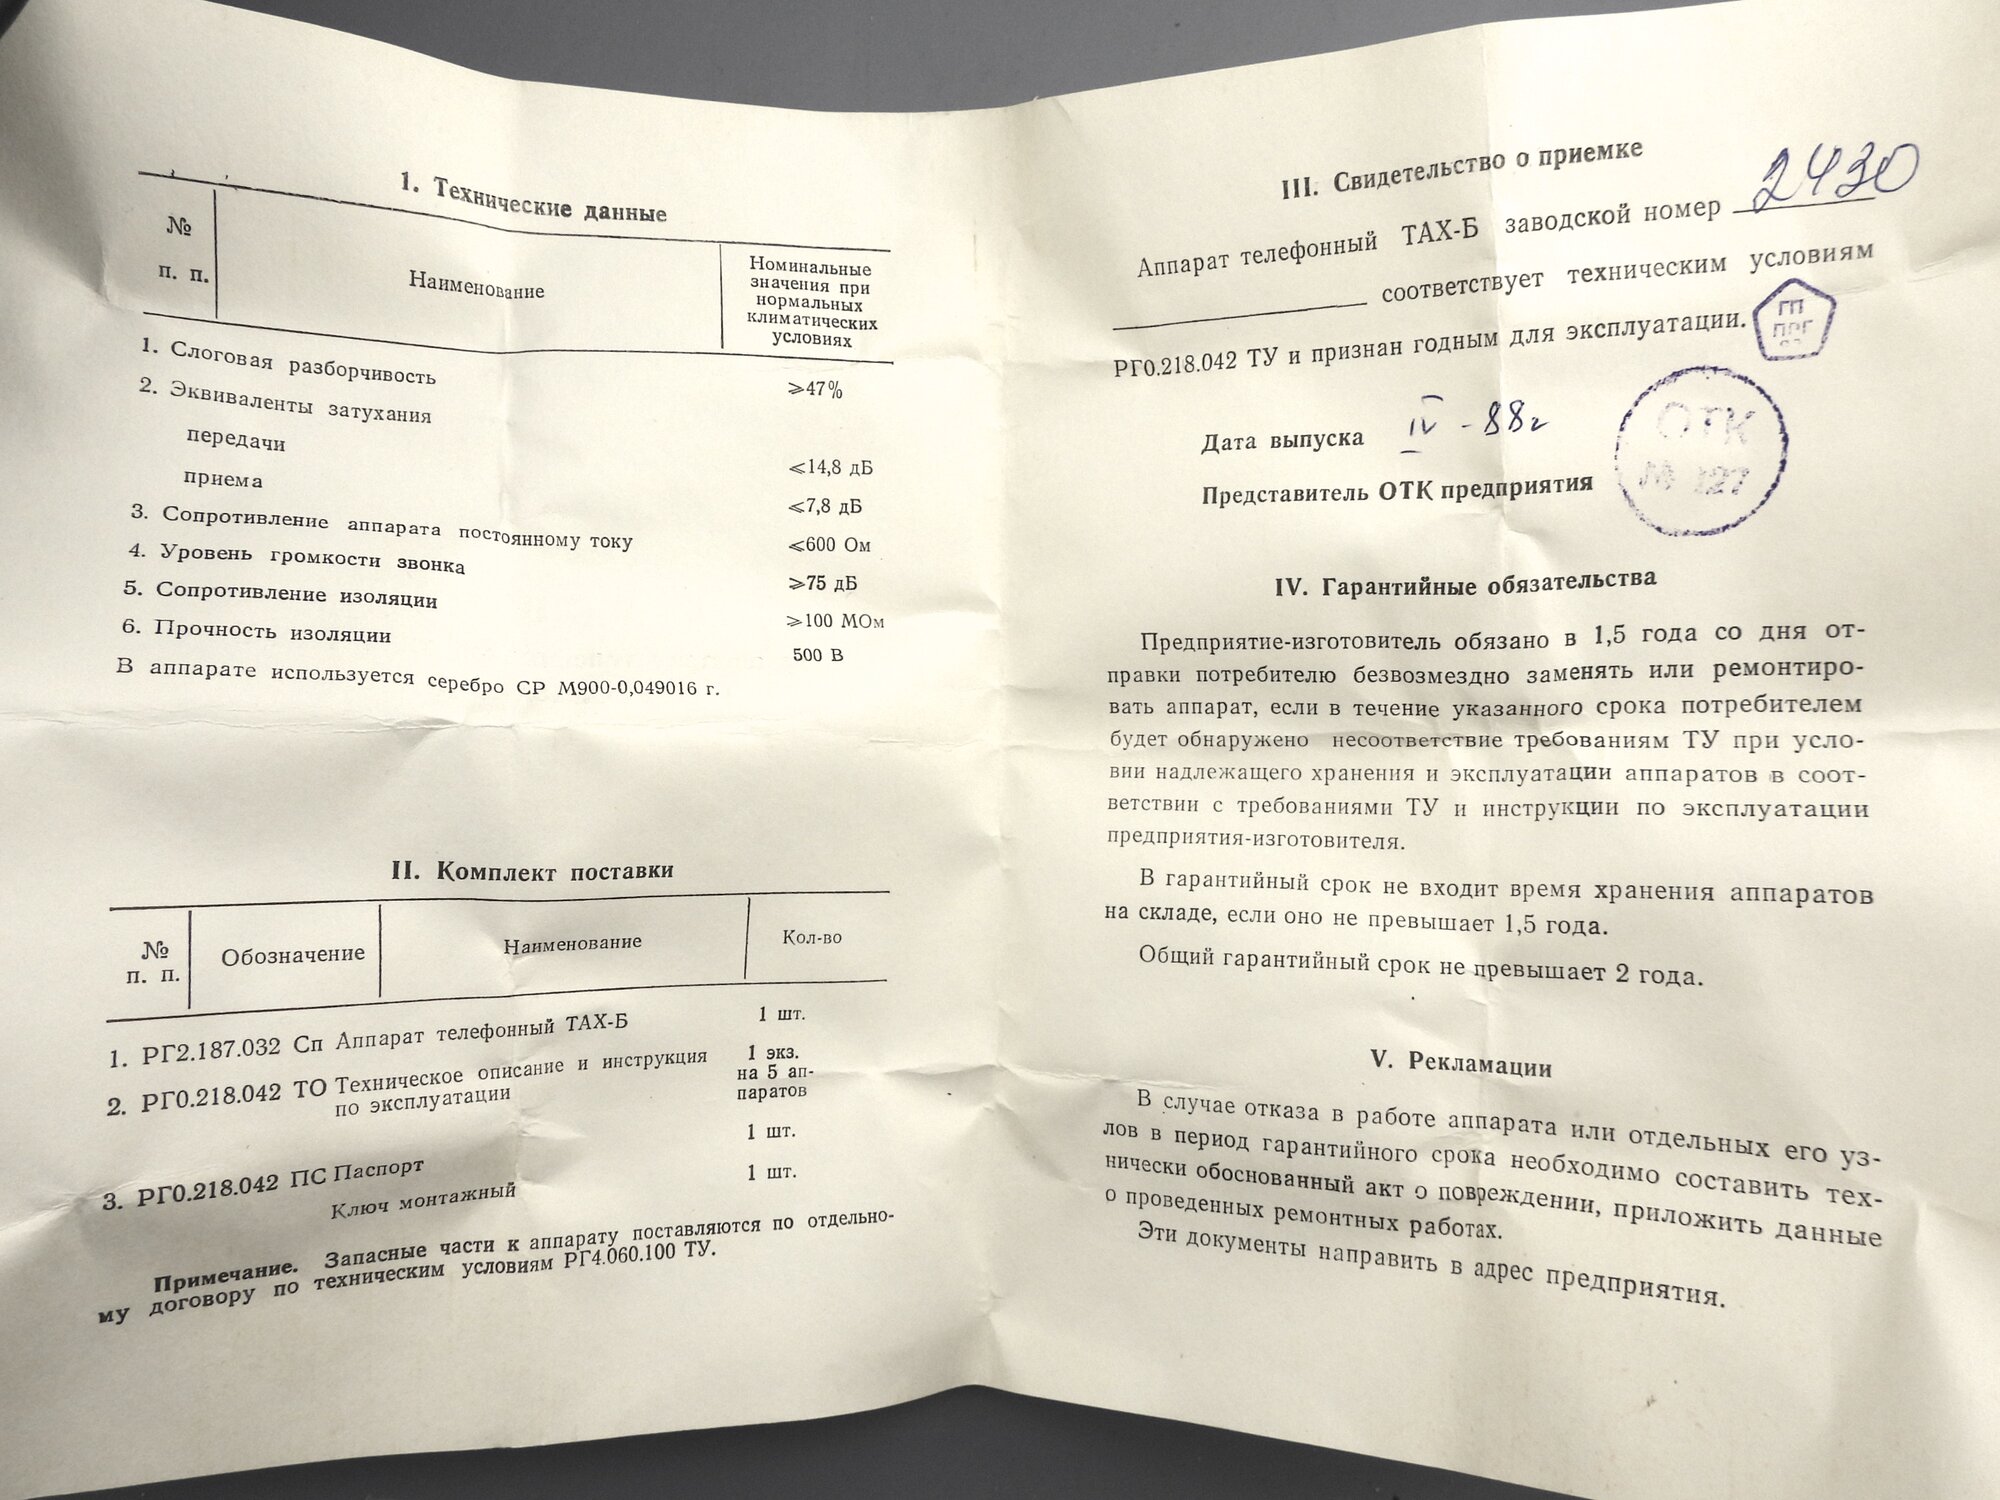 1. Технические данные
№ п. п.
Наименование
Номинальные
значения при
нормальных
климатических
условиях
1. Слоговая разборчивость ⩾47%
2. Эквиваленты затухания
передачи ⩽14,8 дБ
приема ⩽7,8 дБ
3. Сопротивление аппарата постоянному току ⩽600 Ом
4. Уровень громкости звонка ⩾75 дБ
5. Сопротивление изоляции ⩾100 МОм
6. Прочность изоляции 500 В
В аппарате используется серебро СР М900-0,049016 г.
II. Комплект поставки
№ п. п.
Обозначение
Наименование
Кол-во
1. РГ2.187.032 Сп Аппарат телефонный ТАХ-Б 1 шт.
2. РГ0.218.042 ТО Техническое описание и инструкция 1 экз.
по эксплуатации на 5 ап-
паратов
3. РГ0.218.042 ПС Паспорт 1 шт.
Ключ монтажный 1 шт.
Примечание. Запасные части к аппарату поставляются по отдельно-
му договору по техническим условиям РГ4.060.100 ТУ.
III. Свидетельство о приемке
Аппарат телефонный ТАХ-Б заводской номер 2430
соответствует техническим условиям
РГ0.218.042 ТУ и признан годным для эксплуатации.
ГП
ПРГ
Дата выпуска IV - 88г
Представитель ОТК предприятия
ОТК
№ 127
IV. Гарантийные обязательства
Предприятие-изготовитель обязано в 1,5 года со дня от-
правки потребителю безвозмездно заменять или ремонтиро-
вать аппарат, если в течение указанного срока потребителем
будет обнаружено несоответствие требованиям ТУ при усло-
вии надлежащего хранения и эксплуатации аппаратов в соот-
ветствии с требованиями ТУ и инструкции по эксплуатации
предприятия-изготовителя.
В гарантийный срок не входит время хранения аппаратов
на складе, если оно не превышает 1,5 года.
Общий гарантийный срок не превышает 2 года.
V. Рекламации
В случае отказа в работе аппарата или отдельных его уз-
лов в период гарантийного срока необходимо составить тех-
нически обоснованный акт о повреждении, приложить данные
о проведенных ремонтных работах.
Эти документы направить в адрес предприятия.